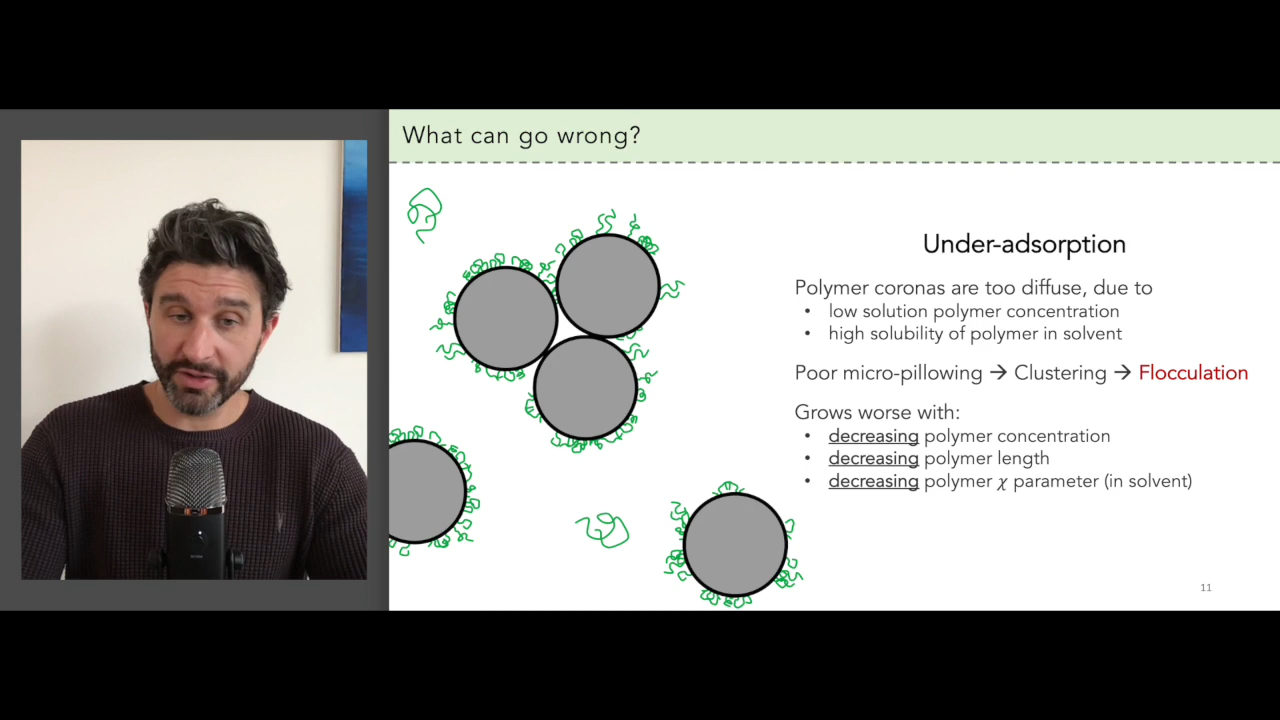 What can go wrong?
Under-adsorption
Polymer coronas are too diffuse, due to
• low solution polymer concentration
• high solubility of polymer in solvent
Poor micro-pillowing → Clustering → Flocculation
Grows worse with:
• decreasing polymer concentration
• decreasing polymer length
• decreasing polymer χ parameter (in solvent)
11